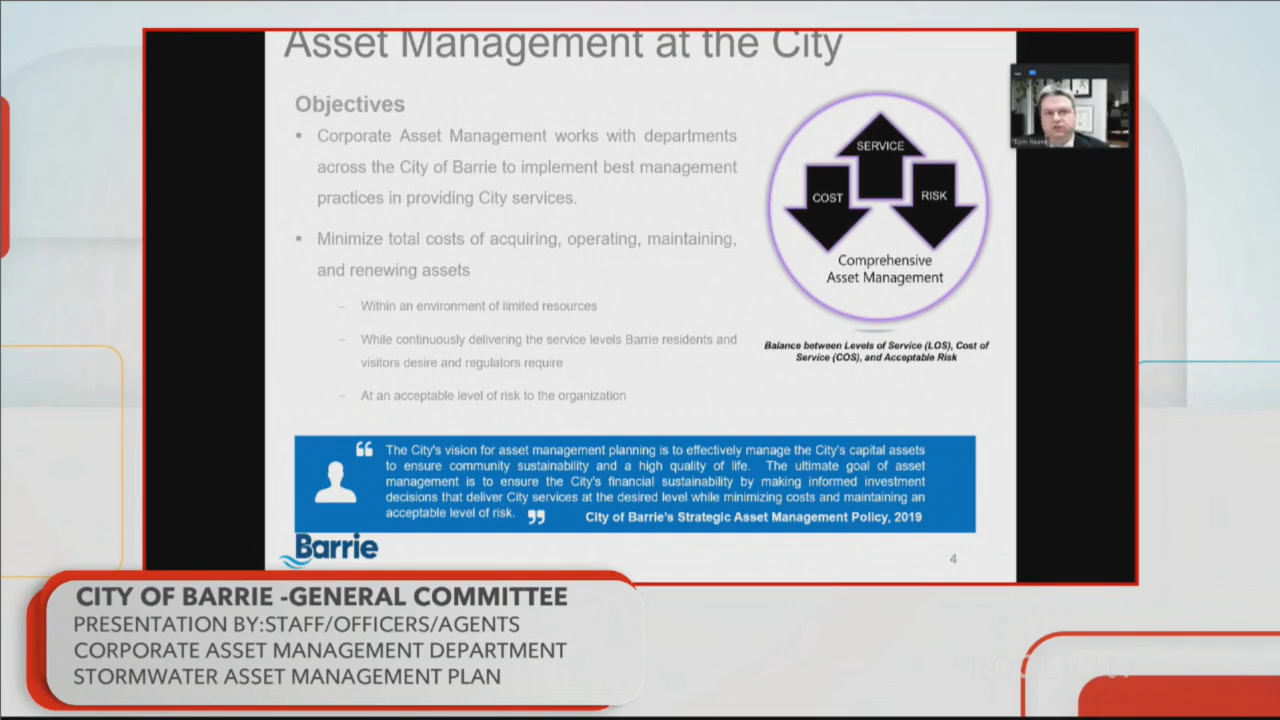 Asset Management at the City
Objectives
▪ Corporate Asset Management works with departments
across the City of Barrie to implement best management
practices in providing City services.
▪ Minimize total costs of acquiring, operating, maintaining,
and renewing assets
– Within an environment of limited resources
– While continuously delivering the service levels Barrie residents and
visitors desire and regulators require
– At an acceptable level of risk to the organization
SERVICE
COST
RISK
Comprehensive
Asset Management
Balance between Levels of Service (LOS), Cost of
Service (COS), and Acceptable Risk
“ The City's vision for asset management planning is to effectively manage the City's capital assets
to ensure community sustainability and a high quality of life. The ultimate goal of asset
management is to ensure the City's financial sustainability by making informed investment
decisions that deliver City services at the desired level while minimizing costs and maintaining an
acceptable level of risk. ”
City of Barrie's Strategic Asset Management Policy, 2019
Barrie
4
CITY OF BARRIE -GENERAL COMMITTEE
PRESENTATION BY:STAFF/OFFICERS/AGENTS
CORPORATE ASSET MANAGEMENT DEPARTMENT
STORMWATER ASSET MANAGEMENT PLAN
ROGERS tv